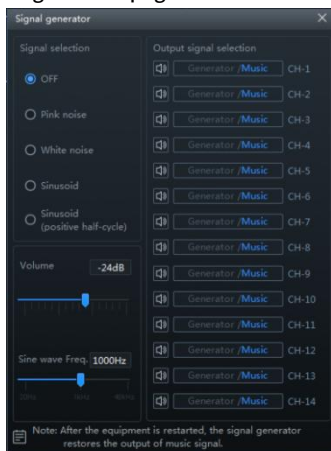 Signal generator
Signal selection
OFF
Pink noise
White noise
Sinusoid
Sinusoid
(positive half-cycle)
Volume
-24dB
Sine wave Freq.
1000Hz
20Hz
Output signal selection
Generator /Music CH-1
Generator /Music CH-2
Generator /Music CH-3
Generator /Music CH-4
Generator /Music CH-5
Generator /Music CH-6
Generator /Music CH-7
Generator /Music CH-8
Generator /Music CH-9
Generator /Music CH-10
Generator /Music CH-11
Generator /Music CH-12
Generator /Music CH-13
Generator /Music CH-14
Note: After the equipment is restarted, the signal generator
restores the output of music signal.